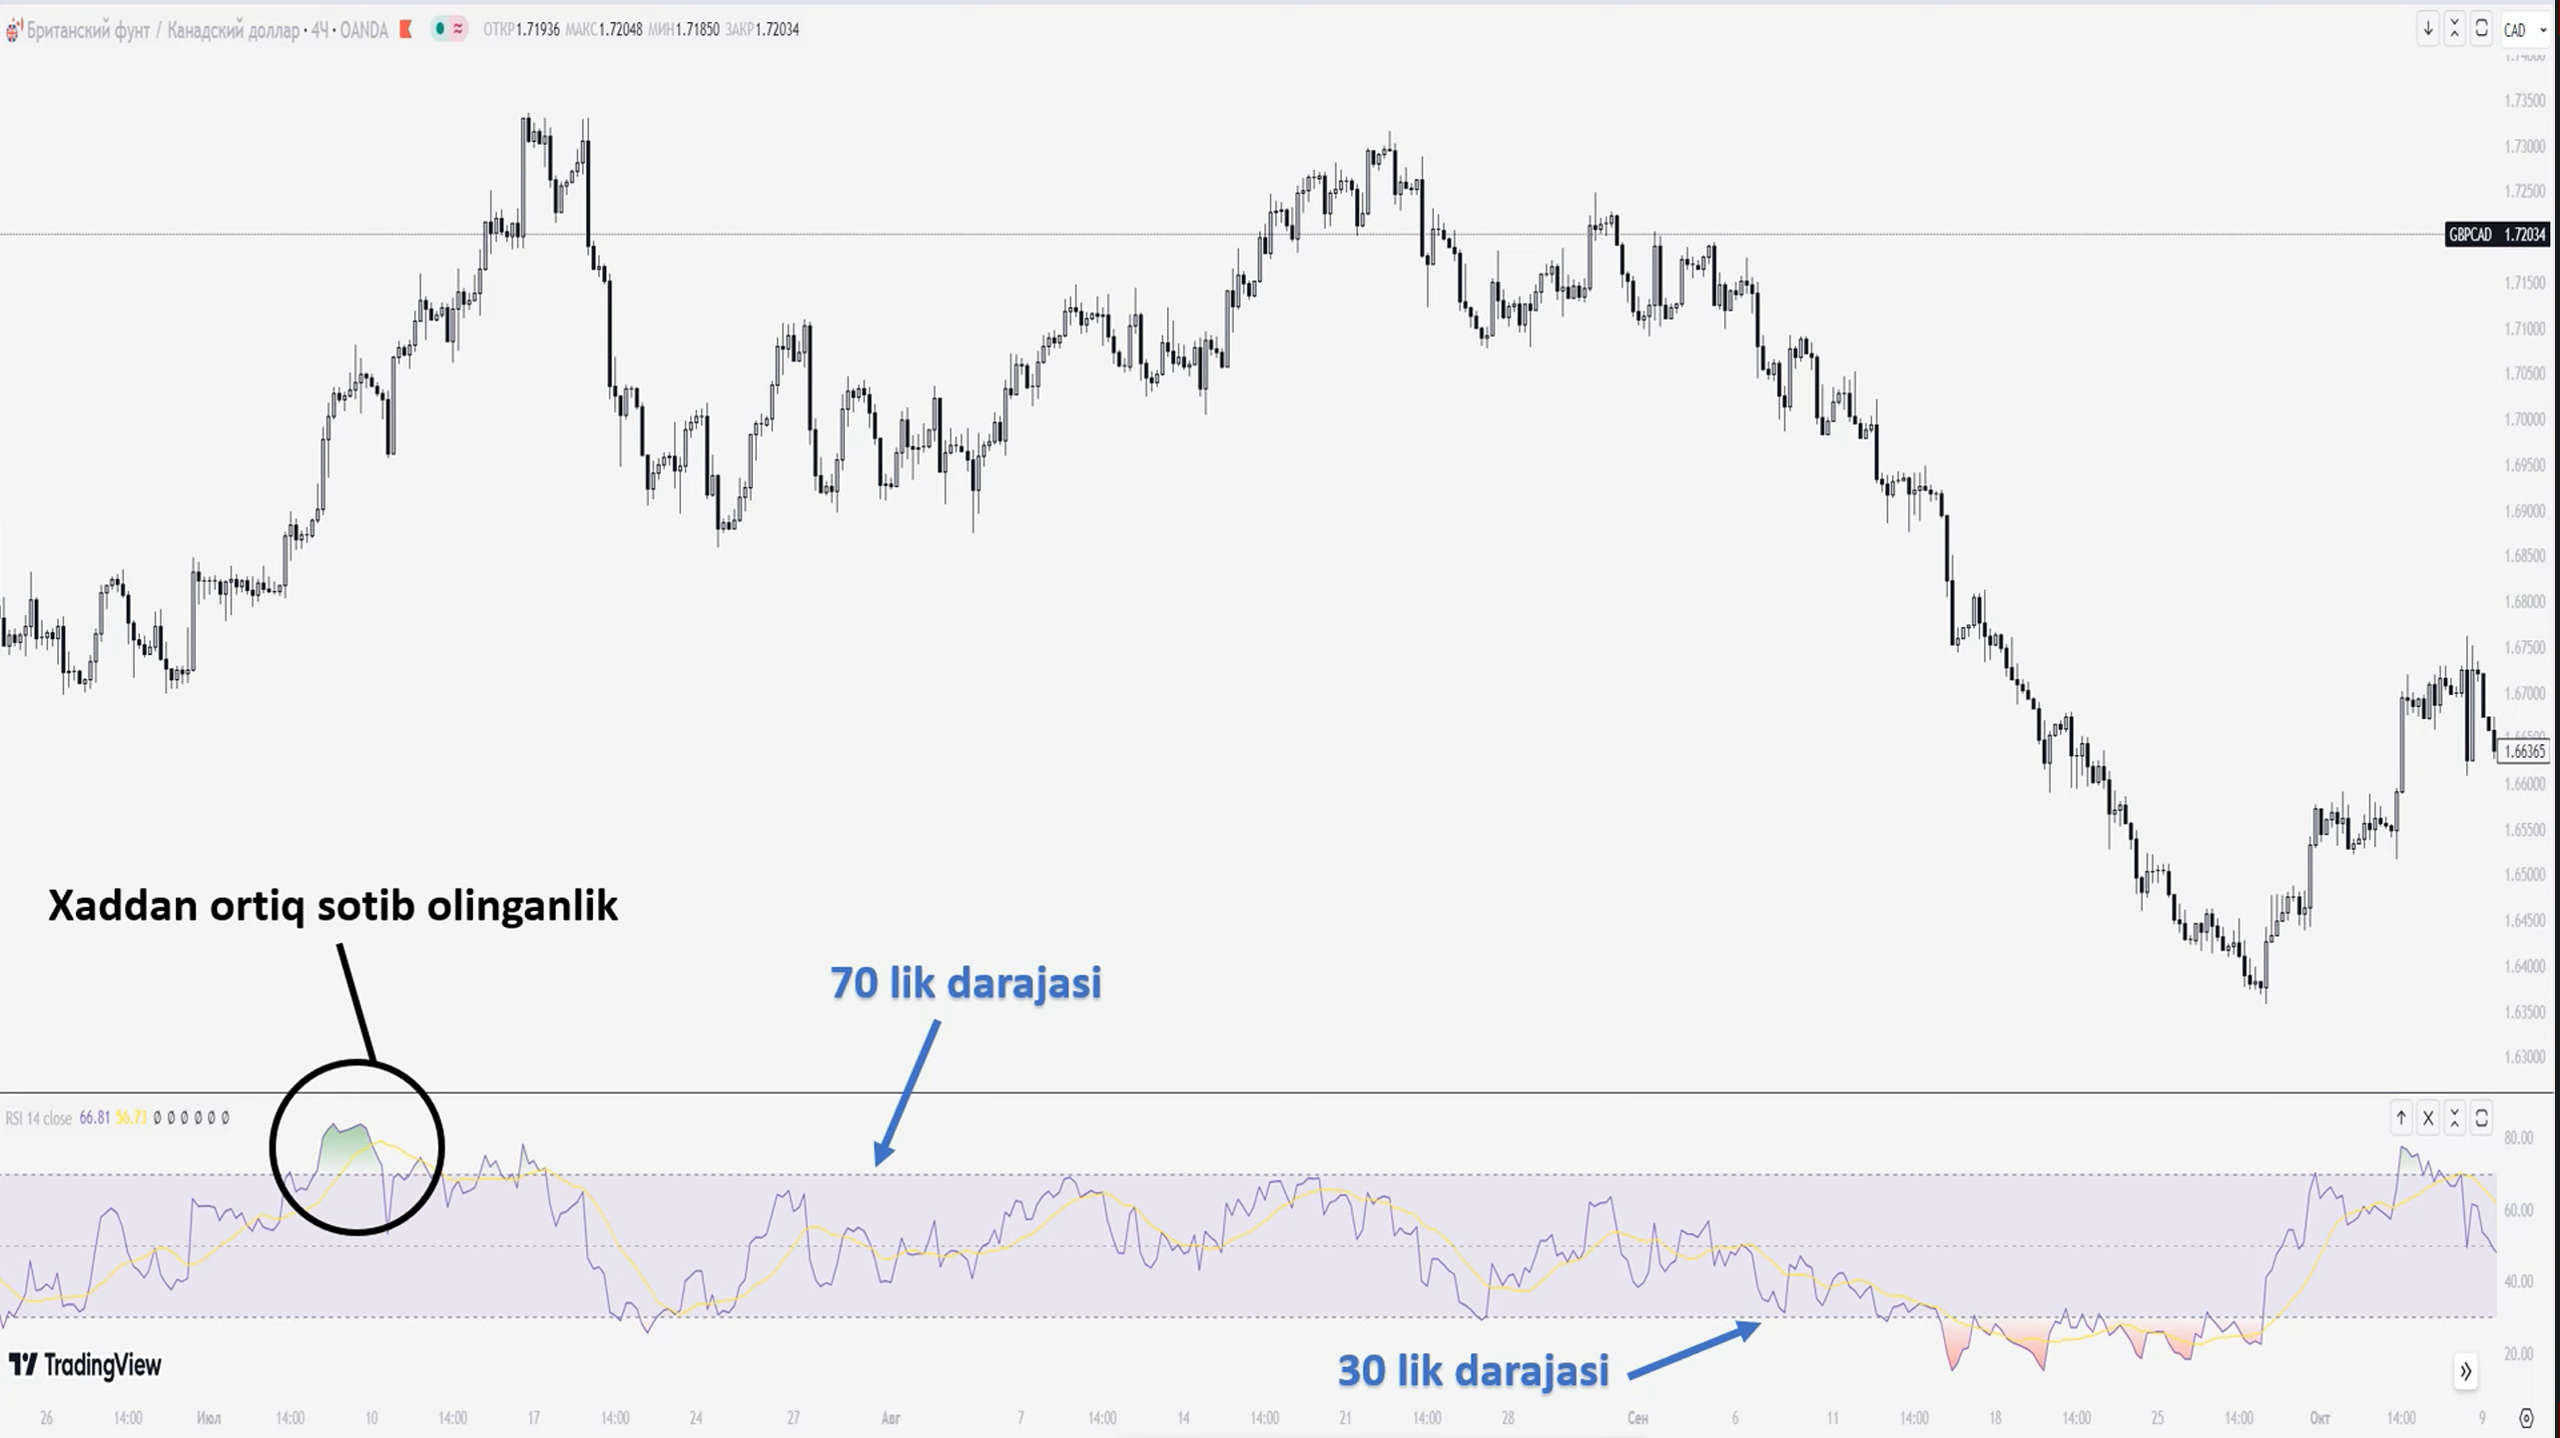 Британский фунт / Канадский доллар · 4Ч · OANDA ОТКР1.71936 МАКС1.72048 МИН1.71850 ЗАКР1.72034
CAD
1.73500
1.73000
1.72500
GBPCAD 1.72034
1.71500
1.71000
1.70500
1.70000
1.69500
1.69000
1.68500
1.68000
1.67500
1.67000
1.66365
1.66000
1.65500
1.65000
1.64500
1.64000
1.63500
1.63000
Xaddan ortiq sotib olinganlik
70 lik darajasi
RSI 14 close 66.81 56.73 Ø Ø Ø Ø Ø Ø
80.00
60.00
40.00
20.00
30 lik darajasi
TradingView
26 14:00 Июл 14:00 10 14:00 17 14:00 24 27 Авг 7 14:00 14 14:00 21 14:00 28 Сен 6 11 14:00 18 14:00 25 14:00 Окт 14:00 9